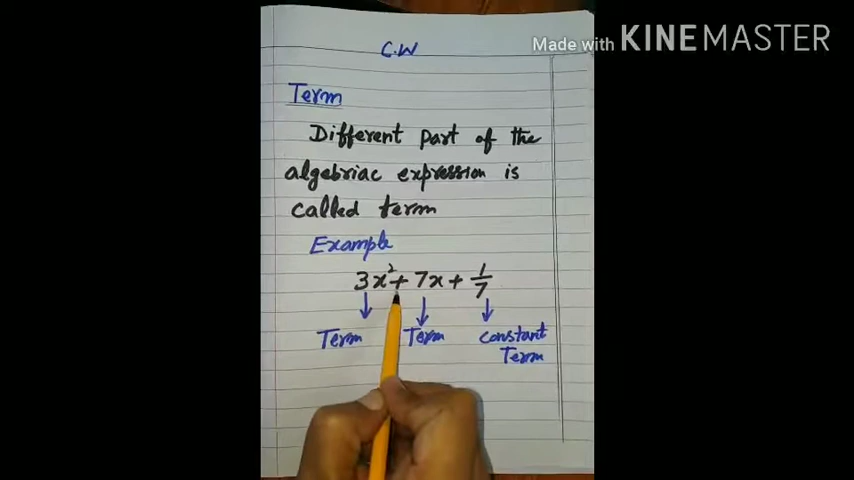 C.W
Made with KINEMASTER
Term
Different part of the
algebriac expression is
called term
Example
3x² + 7x + 1/7
Term Term constant
Term